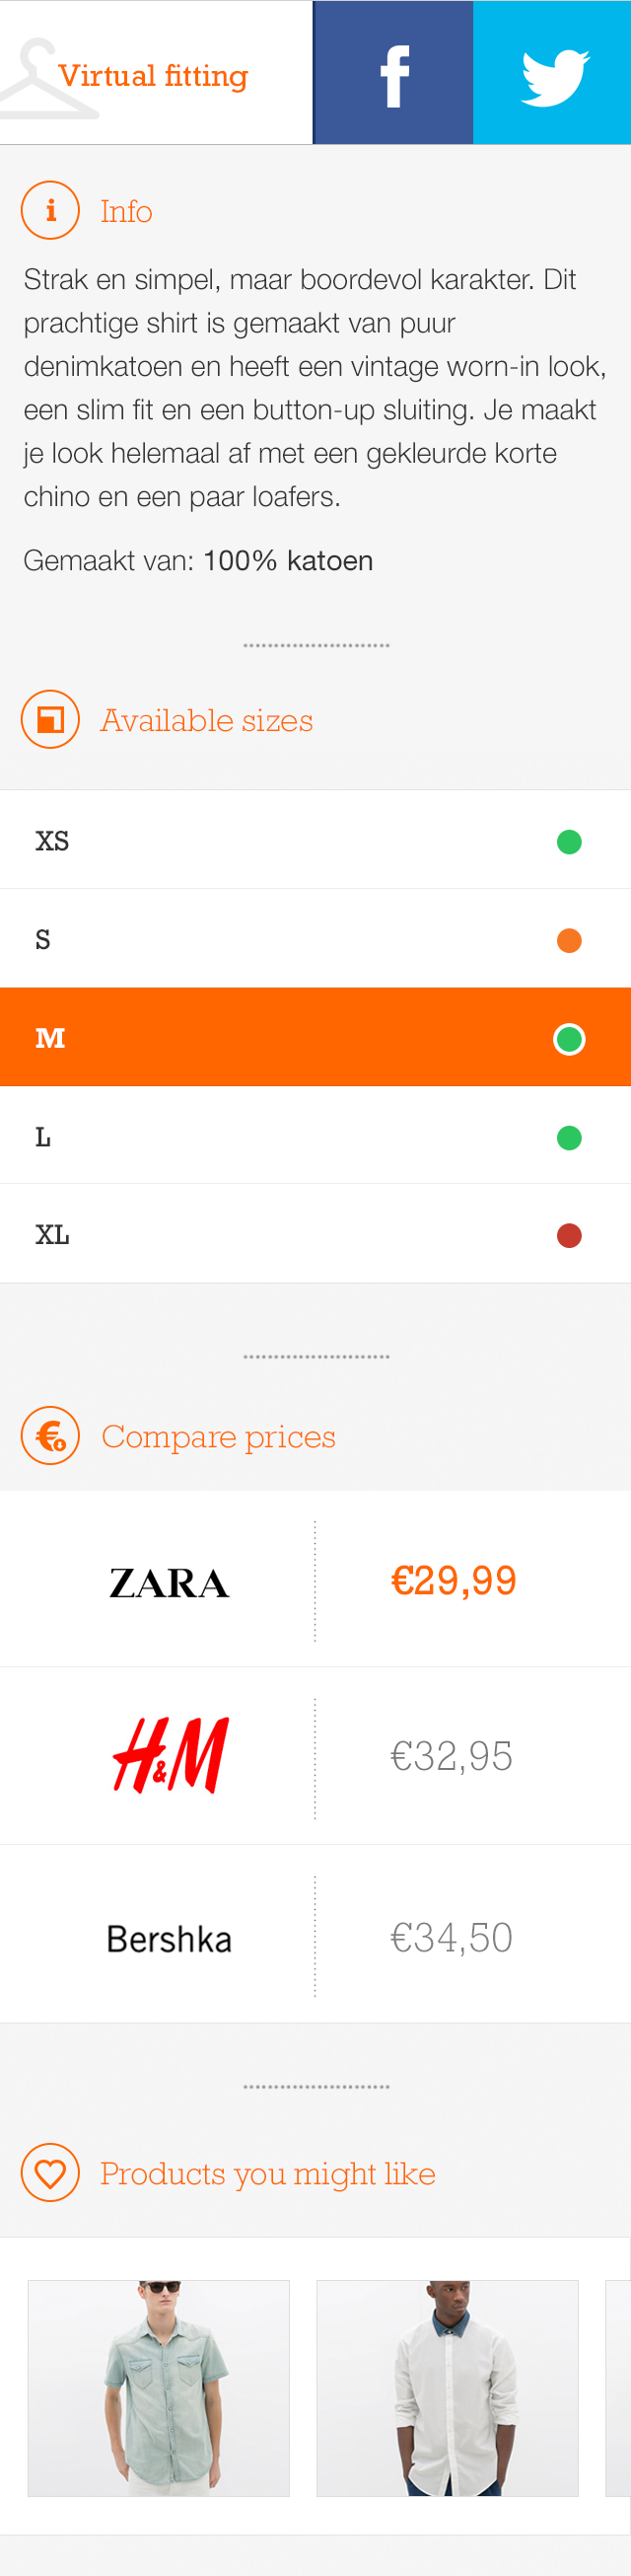 Virtual fitting
Info
Strak en simpel, maar boordevol karakter. Dit
prachtige shirt is gemaakt van puur
denimkatoen en heeft een vintage worn-in look,
een slim fit en een button-up sluiting. Je maakt
je look helemaal af met een gekleurde korte
chino en een paar loafers.
Gemaakt van: 100% katoen
Available sizes
XS
S
M
L
XL
Compare prices
ZARA €29,99
H&M €32,95
Bershka €34,50
Products you might like